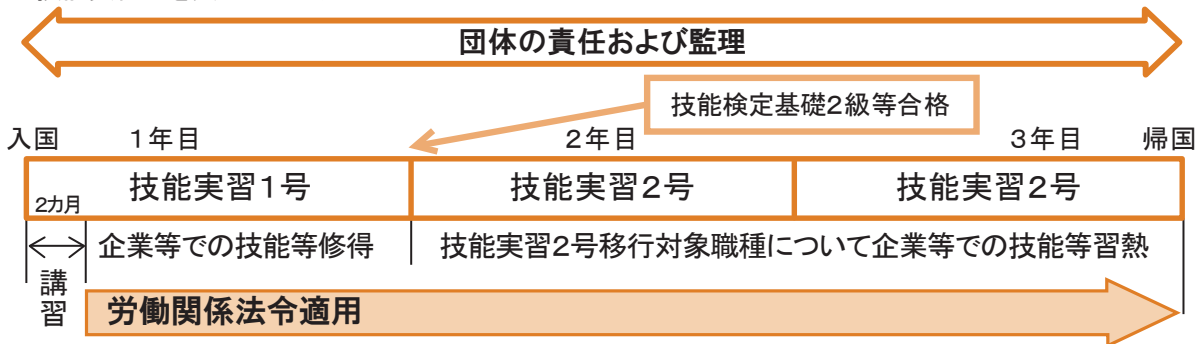 団体の責任および監理
技能検定基礎2級等合格
入国 1年目 2年目 3年目 帰国
2カ月 技能実習1号 技能実習2号 技能実習2号
企業等での技能等修得 技能実習2号移行対象職種について企業等での技能等習熟
講習
労働関係法令適用